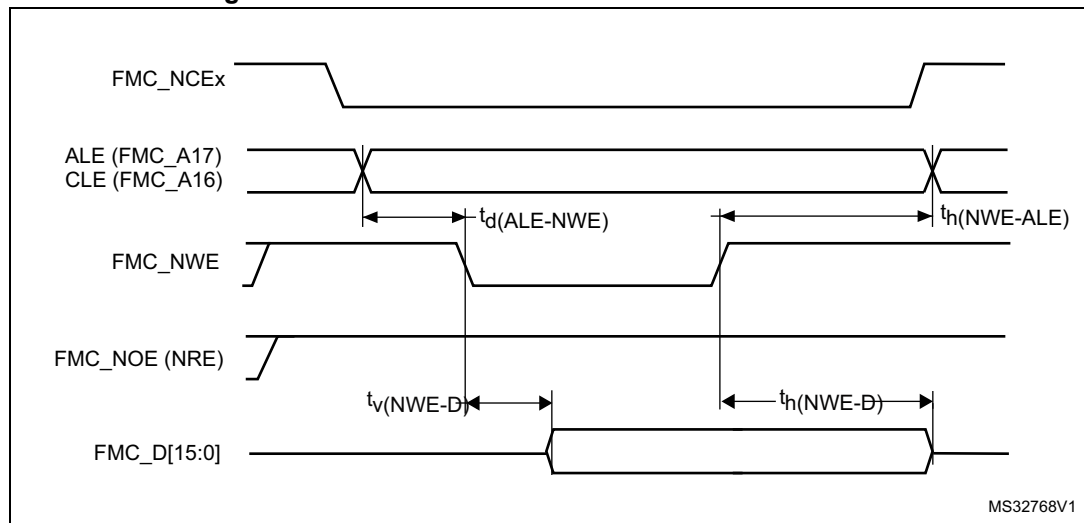 FMC_NCEx
ALE (FMC_A17)
CLE (FMC_A16)
td(ALE-NWE)
th(NWE-ALE)
FMC_NWE
FMC_NOE (NRE)
tv(NWE-D)
th(NWE-D)
FMC_D[15:0]
MS32768V1